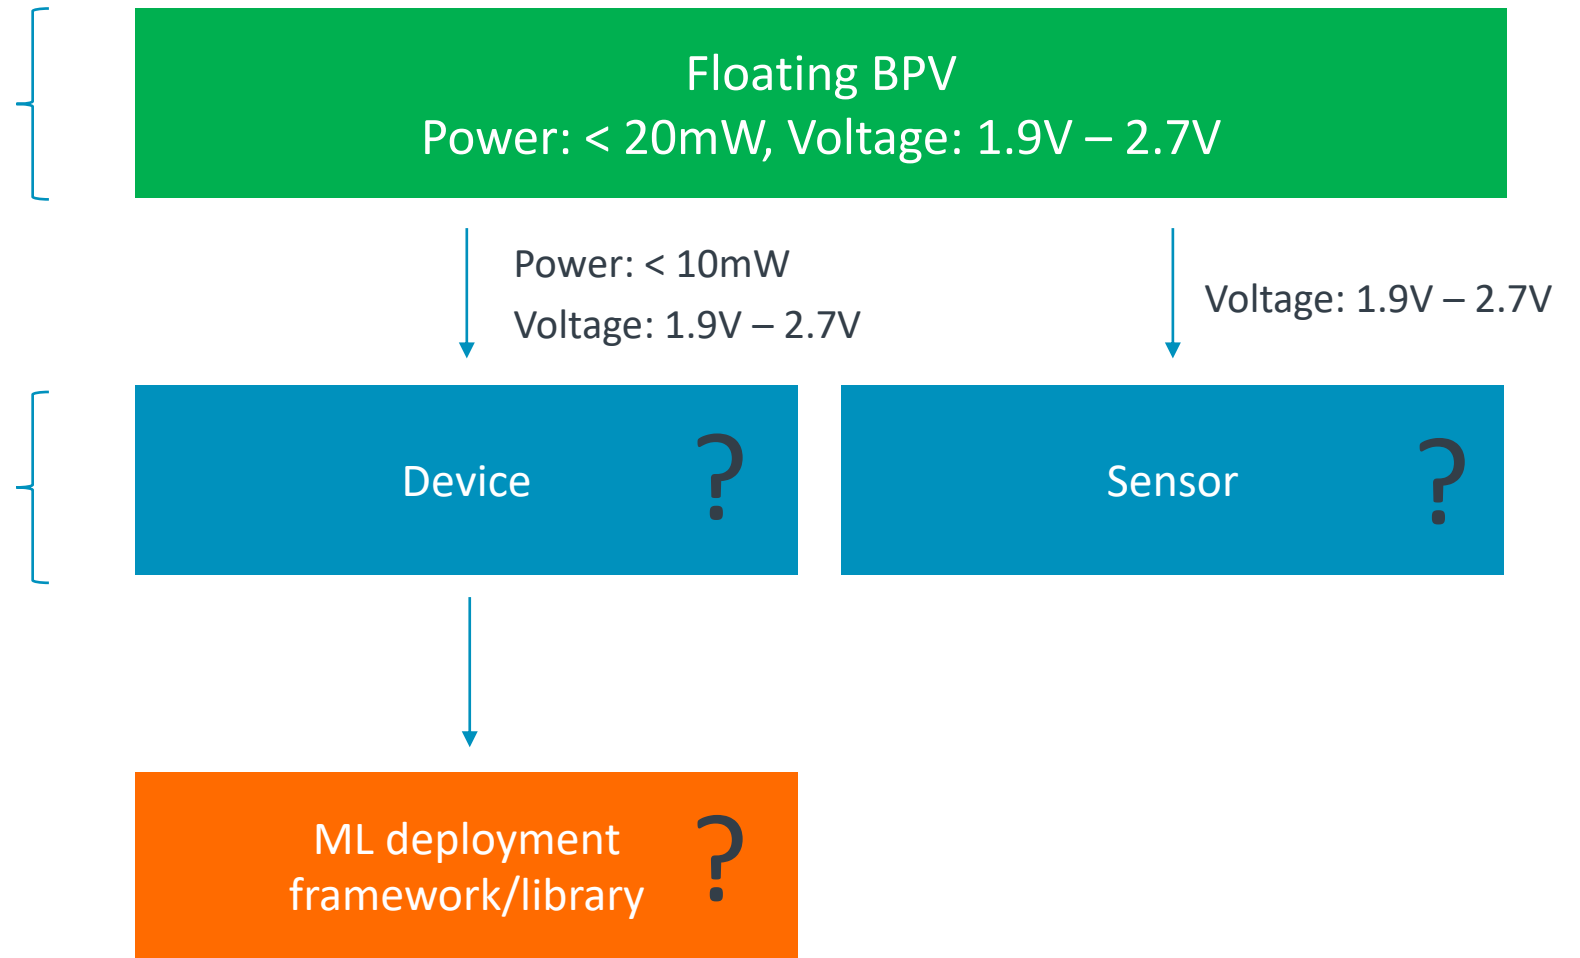 Floating BPV
Power: < 20mW, Voltage: 1.9V – 2.7V
Power: < 10mW
Voltage: 1.9V – 2.7V
Voltage: 1.9V – 2.7V
Device
?
Sensor
?
ML deployment
framework/library
?